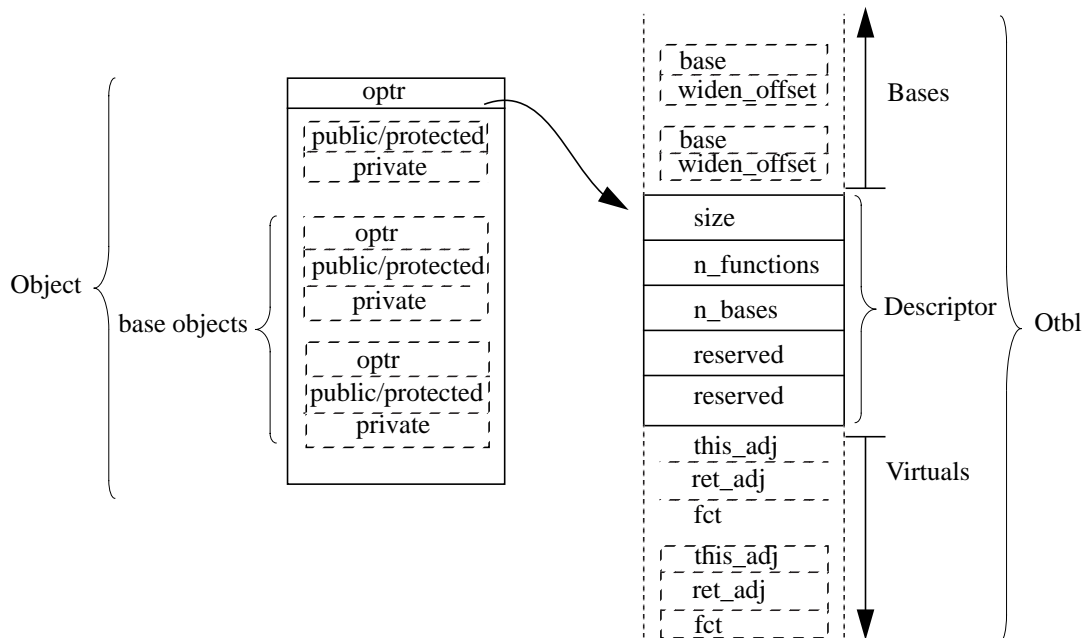 Object
base objects
optr
public/protected
private
optr
public/protected
private
optr
public/protected
private
base
widen_offset
base
widen_offset
Bases
size
n_functions
n_bases
reserved
reserved
Descriptor
Otbl
this_adj
ret_adj
fct
this_adj
ret_adj
fct
Virtuals